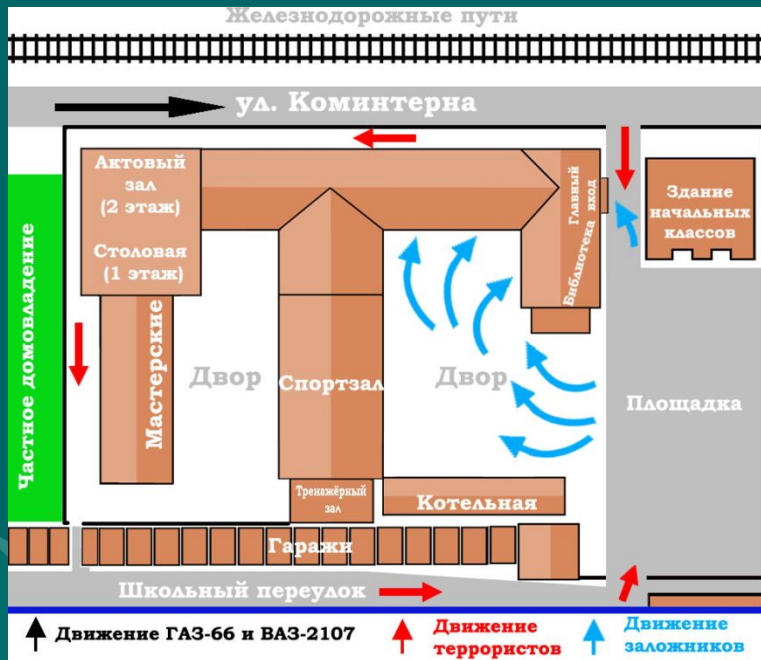 Железнодорожные пути
ул. Коминтерна
Актовый
зал
(2 этаж)
Столовая
(1 этаж)
Главный
вход
Библиотека
Здание
начальных
классов
Частное домовладение
Мастерские
Двор
Спортзал
Двор
Площадка
Тренажёрный
зал
Котельная
Гаражи
Школьный переулок
Движение ГАЗ-66 и ВАЗ-2107
Движение
террористов
Движение
заложников